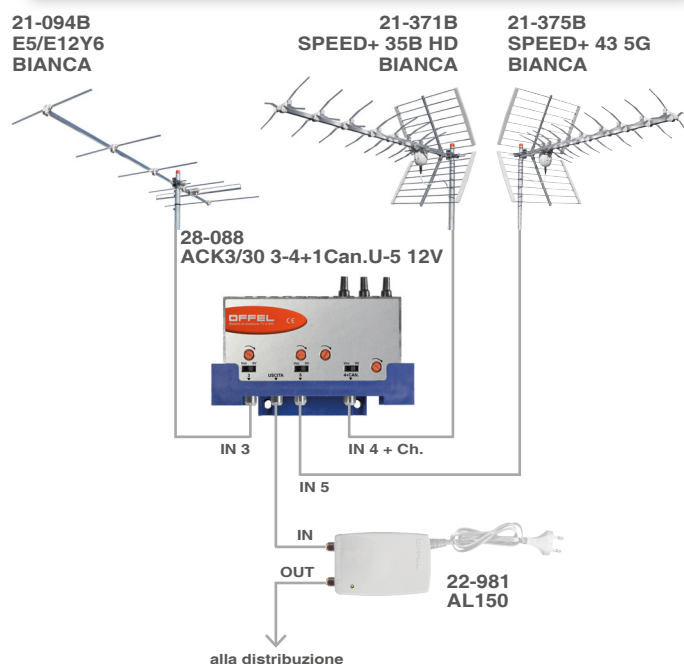 21-094B
E5/E12Y6
BIANCA
21-371B
SPEED+ 35B HD
BIANCA
21-375B
SPEED+ 43 5G
BIANCA
28-088
ACK3/30 3-4+1Can.U-5 12V
OFFEL
CE
USCITA
5
4+CAN.
IN 3
IN 4 + Ch.
IN 5
IN
OUT
22-981
AL150
alla distribuzione